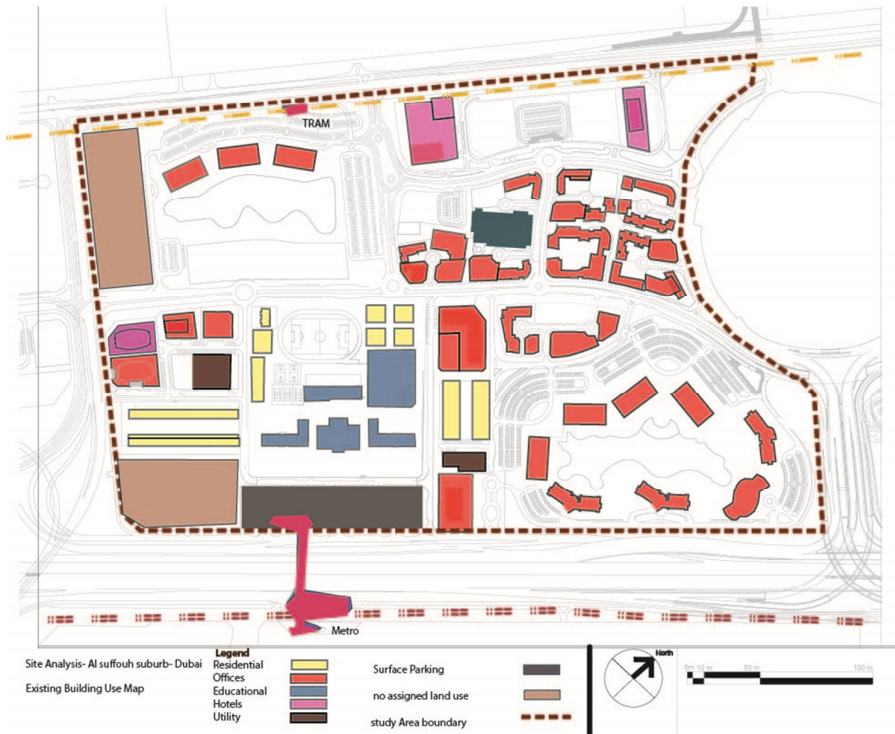 TRAM
Metro
Site Analysis- Al suffouh suburb- Dubai
Existing Building Use Map
Legend
Residential
Offices
Educational
Hotels
Utility
Surface Parking
no assigned land use
study Area boundary
North
5m 10 m 50 m 100 m